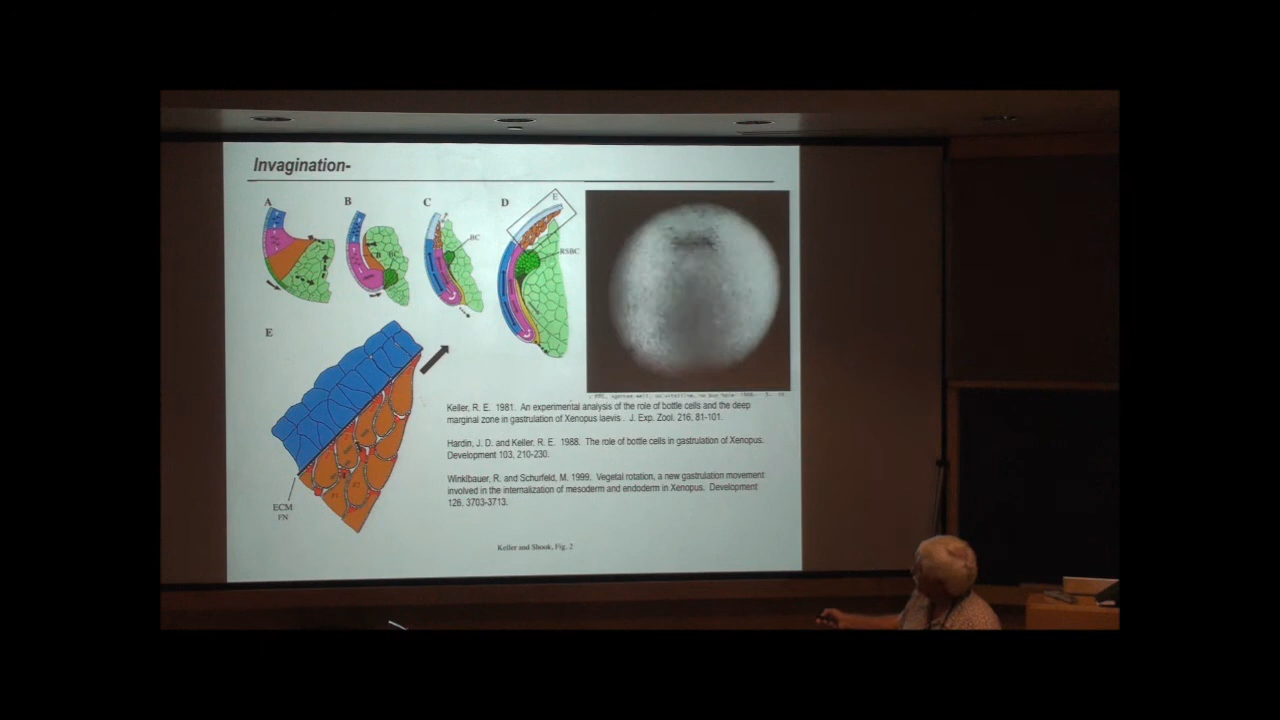 Invagination-
A B C D E
BC
RSBC
E
ECM
FN
Keller, R. E. 1981. An experimental analysis of the role of bottle cells and the deep
marginal zone in gastrulation of Xenopus laevis . J. Exp. Zool. 216, 81-101.
Hardin, J. D. and Keller, R. E. 1988. The role of bottle cells in gastrulation of Xenopus.
Development 103, 210-230.
Winklbauer, R. and Schurfeld, M. 1999. Vegetal rotation, a new gastrulation movement
involved in the internalization of mesoderm and endoderm in Xenopus. Development
126, 3703-3713.
Keller and Shook, Fig. 2